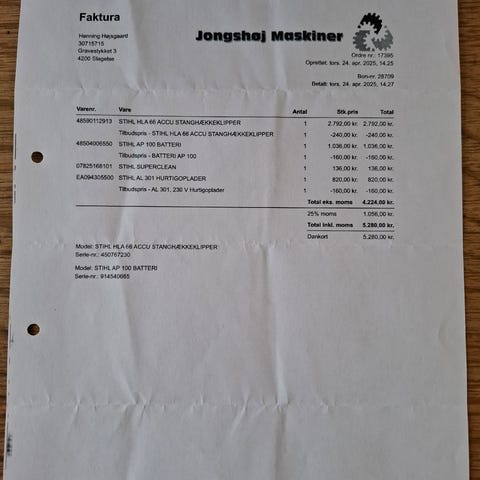 Faktura
Jongshøj Maskiner
Hanning Højsgaard
30715715
Gravestykket 3
4200 Slagelse
Ordre nr.: 17395
Oprettet: tors. 24. apr. 2025, 14.25
Bon-nr. 28709
Betalt: tors. 24. apr. 2025, 14:27
Varenr. Vare Antal Stk.pris Total
48590112913 STIHL HLA 66 ACCU STANGHÆKKEKLIPPER 1 2.792,00 kr. 2.792,00 kr.
Tilbudspris - STIHL HLA 66 ACCU STANGHÆKKEKLIPPER 1 -240,00 kr. -240,00 kr.
48504006550 STIHL AP 100 BATTERI 1 1.036,00 kr. 1.036,00 kr.
Tilbudspris - BATTERI AP 100 1 -160,00 kr. -160,00 kr.
07825168101 STIHL SUPERCLEAN 1 136,00 kr. 136,00 kr.
EA094305500 STIHL AL 301 HURTIGOPLADER 1 820,00 kr. 820,00 kr.
Tilbudspris - AL 301, 230 V Hurtigoplader 1 -160,00 kr. -160,00 kr.
Total eks. moms 4.224,00 kr.
25% moms 1.056,00 kr.
Total inkl. moms 5.280,00 kr.
Dankort 5.280,00 kr.
Model: STIHL HLA 66 ACCU STANGHÆKKEKLIPPER
Serie-nr.: 450767230
Model: STIHL AP 100 BATTERI
Serie-nr.: 914540665